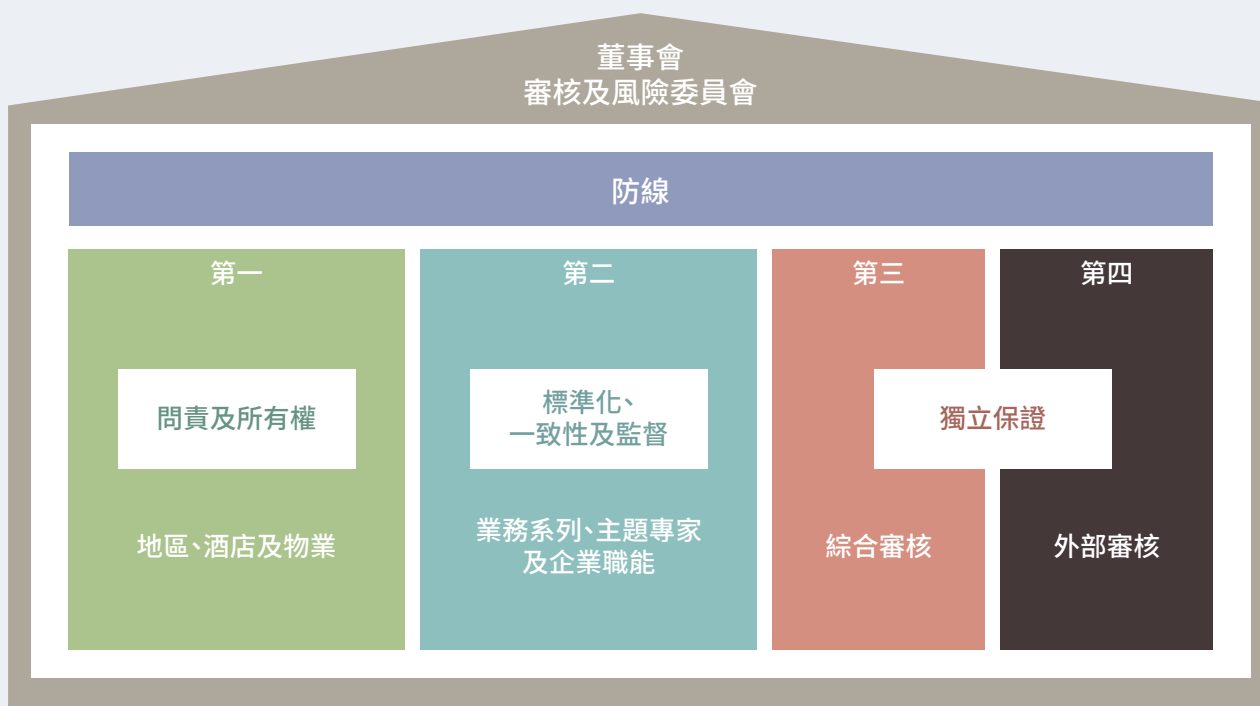 董事會
審核及風險委員會
防線
第一
問責及所有權
地區、酒店及物業
第二
標準化、
一致性及監督
業務系列、主題專家
及企業職能
第三
第四
獨立保證
綜合審核
外部審核